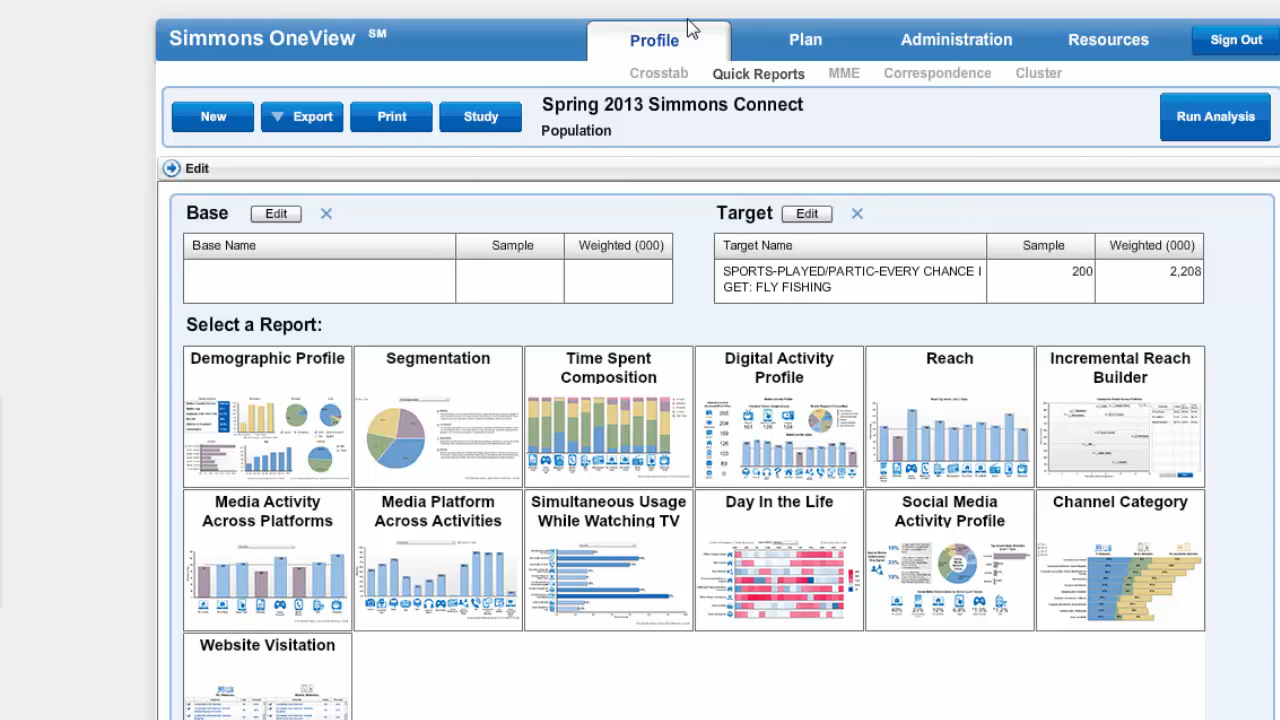 Simmons OneView SM
Profile
Plan
Administration
Resources
Sign Out
Crosstab
Quick Reports
MME
Correspondence
Cluster
New
Export
Print
Study
Spring 2013 Simmons Connect
Population
Run Analysis
Edit
Base
Edit
Target
Edit
Base Name
Sample
Weighted (000)
Target Name
Sample
Weighted (000)
SPORTS-PLAYED/PARTIC-EVERY CHANCE I
GET: FLY FISHING
200
2,208
Select a Report:
Demographic Profile
Segmentation
Time Spent
Composition
Digital Activity
Profile
Reach
Incremental Reach
Builder
Media Activity
Across Platforms
Media Platform
Across Activities
Simultaneous Usage
While Watching TV
Day In the Life
Social Media
Activity Profile
Channel Category
Website Visitation